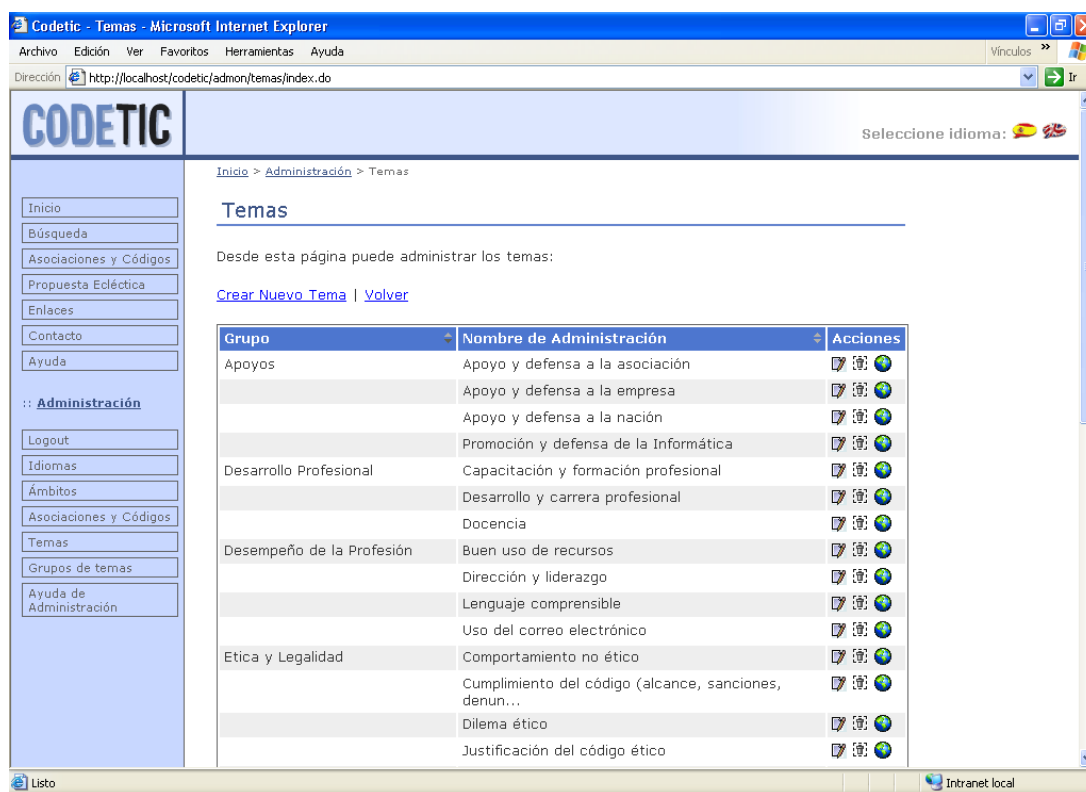 Codetic - Temas - Microsoft Internet Explorer
Archivo Edición Ver Favoritos Herramientas Ayuda Vínculos »
Dirección http://localhost/codetic/admon/temas/index.do Ir
CODETIC
Seleccione idioma:
Inicio > Administración > Temas
Inicio
Búsqueda
Asociaciones y Códigos
Propuesta Ecléctica
Enlaces
Contacto
Ayuda
:: Administración
Logout
Idiomas
Ámbitos
Asociaciones y Códigos
Temas
Grupos de temas
Ayuda de
Administración
Temas
Desde esta página puede administrar los temas:
Crear Nuevo Tema | Volver
Grupo Nombre de Administración Acciones
Apoyos Apoyo y defensa a la asociación
Apoyo y defensa a la empresa
Apoyo y defensa a la nación
Promoción y defensa de la Informática
Desarrollo Profesional Capacitación y formación profesional
Desarrollo y carrera profesional
Docencia
Desempeño de la Profesión Buen uso de recursos
Dirección y liderazgo
Lenguaje comprensible
Uso del correo electrónico
Etica y Legalidad Comportamiento no ético
Cumplimiento del código (alcance, sanciones,
denun...
Dilema ético
Justificación del código ético
Listo Intranet local